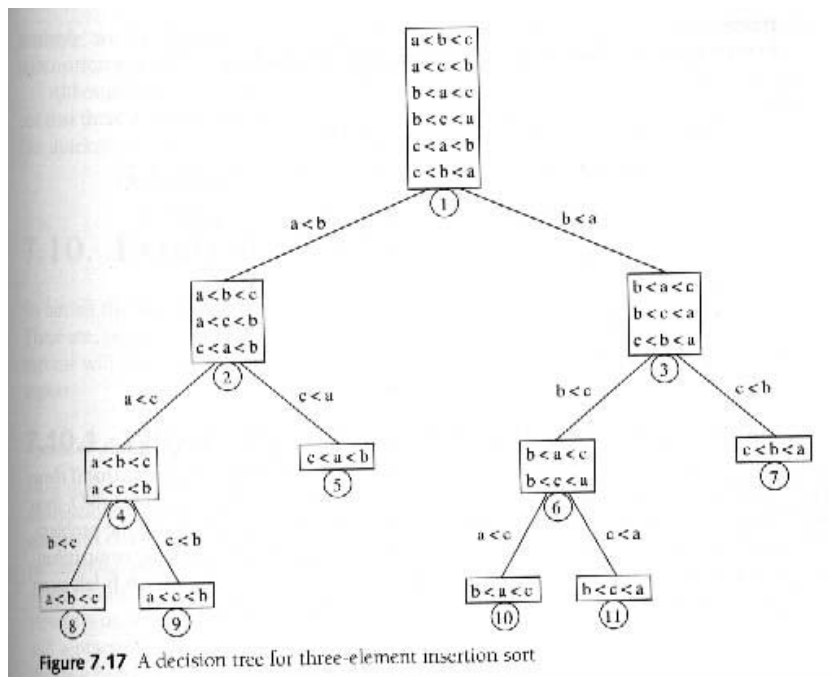 a<b<c
a<c<b
b<a<c
b<c<a
c<a<b
c<b<a
1
a<b
b<a
a<b<c
a<c<b
c<a<b
2
b<a<c
b<c<a
c<b<a
3
a<c
c<a
b<c
c<b
a<b<c
a<c<b
4
c<a<b
5
b<a<c
b<c<a
6
c<b<a
7
b<c
c<b
a<c
c<a
a<b<c
8
a<c<b
9
b<a<c
10
b<c<a
11
Figure 7.17 A decision tree for three-element insertion sort